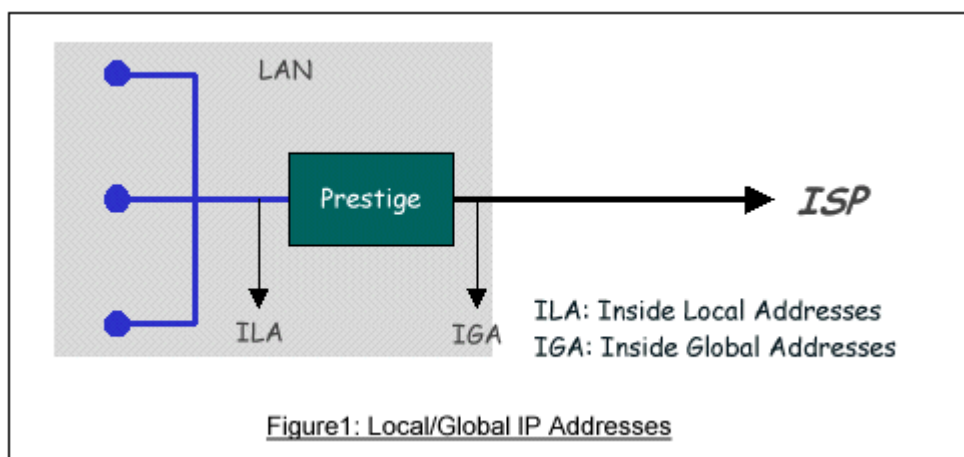 LAN
Prestige
ISP
ILA
IGA
ILA: Inside Local Addresses
IGA: Inside Global Addresses
Figure1: Local/Global IP Addresses